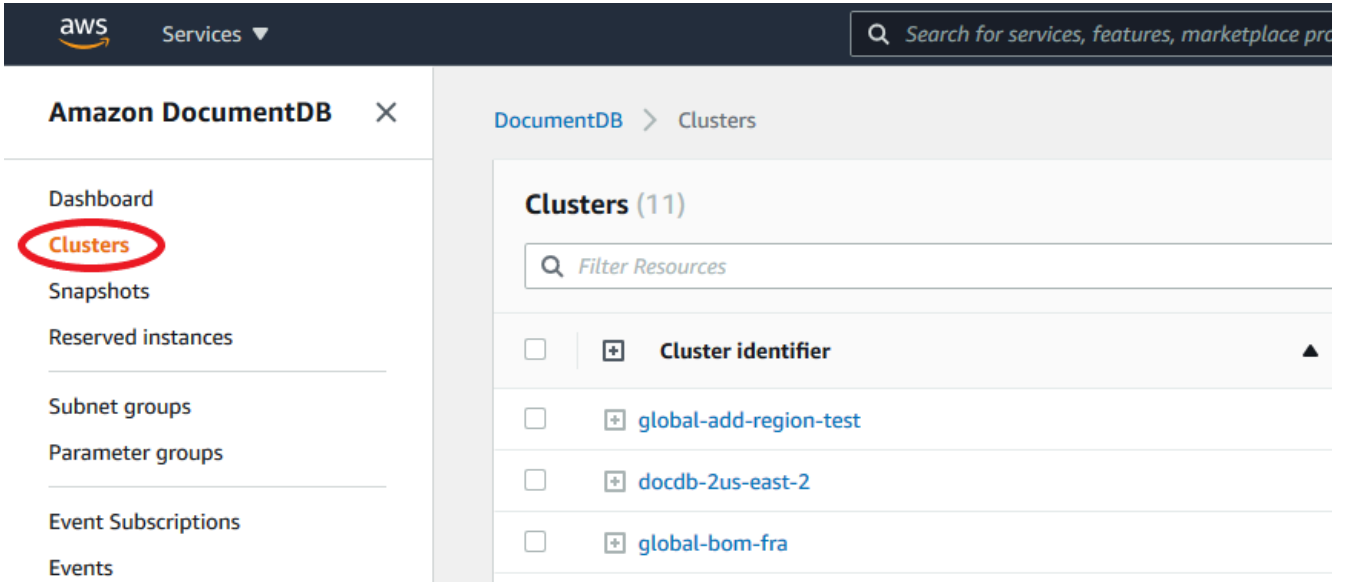 aws
Services ▼
Search for services, features, marketplace pro
Amazon DocumentDB
Dashboard
Clusters
Snapshots
Reserved instances
Subnet groups
Parameter groups
Event Subscriptions
Events
DocumentDB > Clusters
Clusters (11)
Filter Resources
Cluster identifier
global-add-region-test
docdb-2us-east-2
global-bom-fra